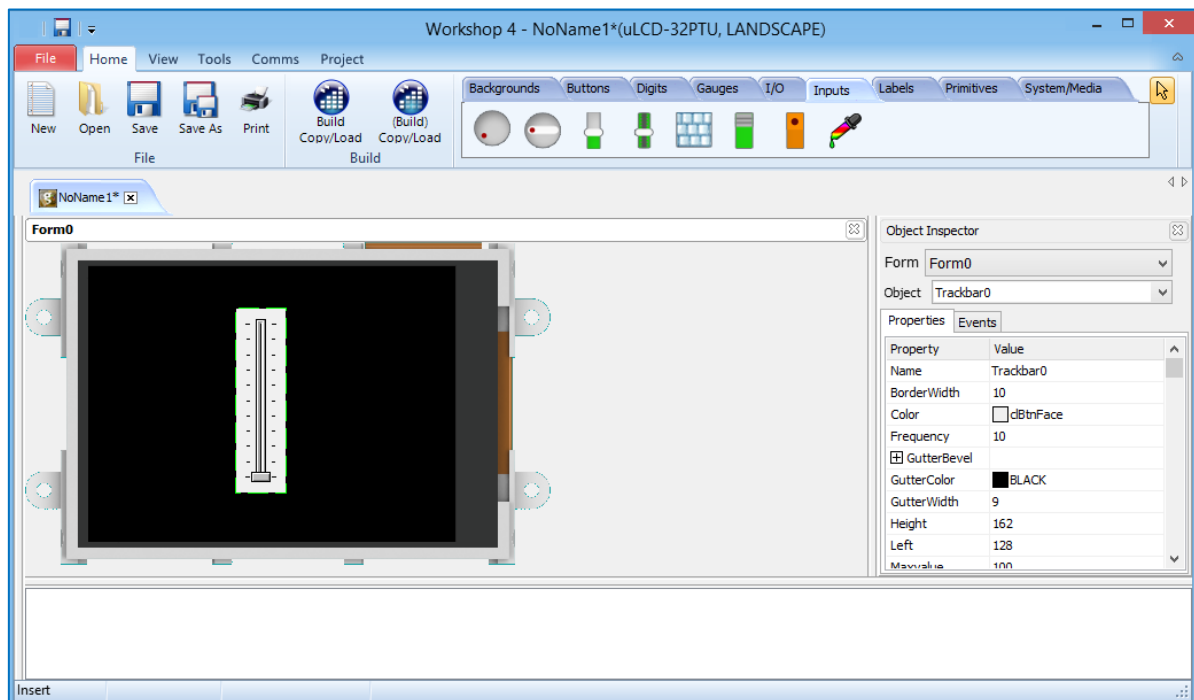 Workshop 4 - NoName1*(uLCD-32PTU, LANDSCAPE)
File Home View Tools Comms Project
New Open Save Save As Print
File
Build Copy/Load
(Build) Copy/Load
Build
Backgrounds Buttons Digits Gauges I/O Inputs Labels Primitives System/Media
NoName1*
Form0
Object Inspector
Form Form0
Object Trackbar0
Properties Events
Property Value
Name Trackbar0
BorderWidth 10
Color clBtnFace
Frequency 10
GutterBevel
GutterColor BLACK
GutterWidth 9
Height 162
Left 128
Maxvalue 100
Insert